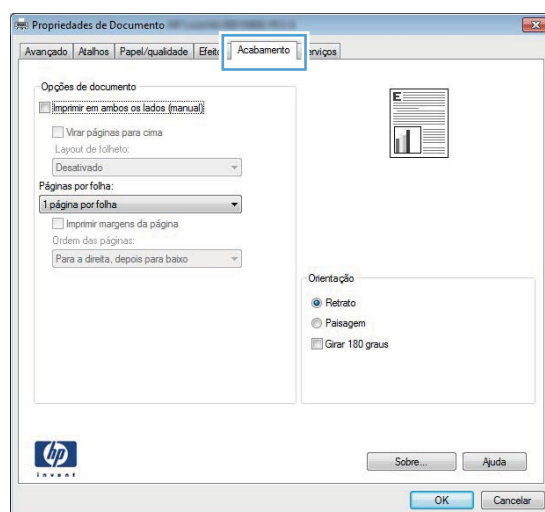 Propriedades de Documento
Avançado Atalhos Papel/qualidade Acabamento
Opções de documento
Imprimir em ambos os lados (manual)
Virar páginas para cima
Layout de folheto:
Desativado
Páginas por folha:
1 página por folha
Imprimir margens da página
Ordem das páginas:
Para a direita, depois para baixo
E
Orientação
Retrato
Paisagem
Girar 180 graus
hp
invent
Sobre... Ajuda
OK Cancelar